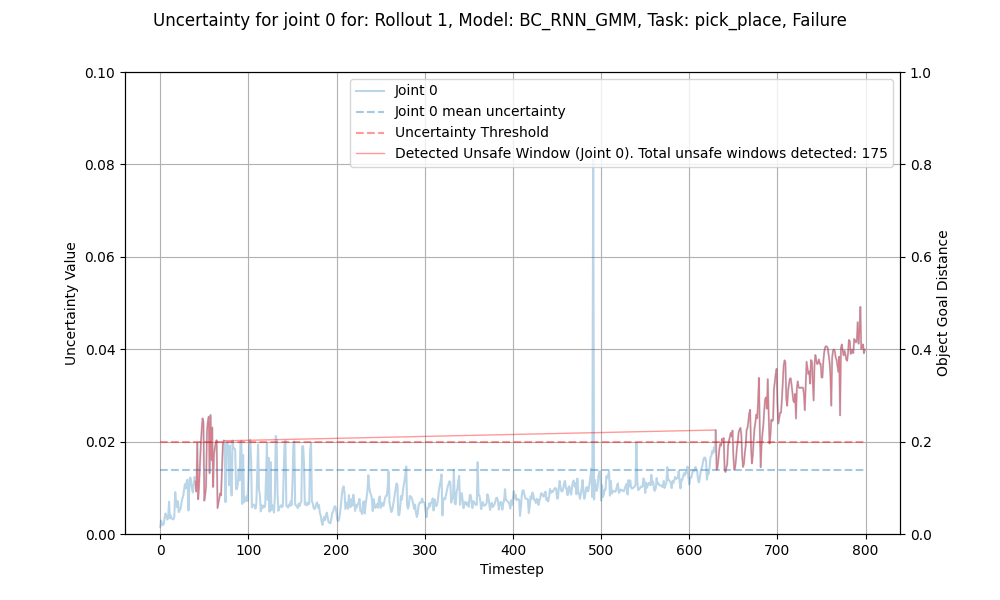 Uncertainty for joint 0 for: Rollout 1, Model: BC_RNN_GMM, Task: pick_place, Failure
Joint 0
Joint 0 mean uncertainty
Uncertainty Threshold
Detected Unsafe Window (Joint 0). Total unsafe windows detected: 175
Uncertainty Value
0.10
0.08
0.06
0.04
0.02
0.00
1.0
0.8
0.6
0.4
0.2
0.0
Object Goal Distance
0 100 200 300 400 500 600 700 800
Timestep